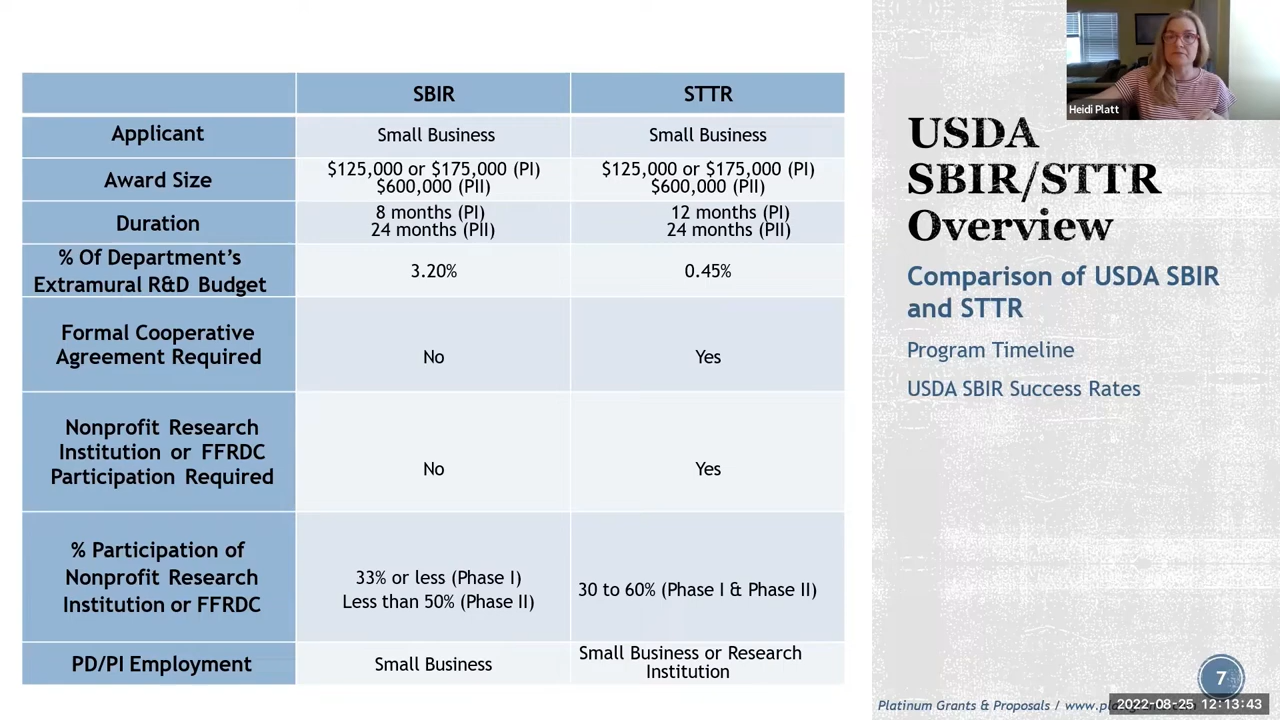 SBIR STTR
Applicant Small Business Small Business
Award Size $125,000 or $175,000 (PI) $125,000 or $175,000 (PI)
$600,000 (PII) $600,000 (PII)
Duration 8 months (PI) 12 months (PI)
24 months (PII) 24 months (PII)
% Of Department's
Extramural R&D Budget 3.20% 0.45%
Formal Cooperative
Agreement Required No Yes
Nonprofit Research
Institution or FFRDC
Participation Required No Yes
% Participation of
Nonprofit Research
Institution or FFRDC
33% or less (Phase I)
Less than 50% (Phase II)
30 to 60% (Phase I & Phase II)
PD/PI Employment Small Business Small Business or Research
Institution
Heidi Platt
USDA
SBIR/STTR
Overview
Comparison of USDA SBIR
and STTR
Program Timeline
USDA SBIR Success Rates
7
Platinum Grants & Proposals /
2022-08-25 12:13:43